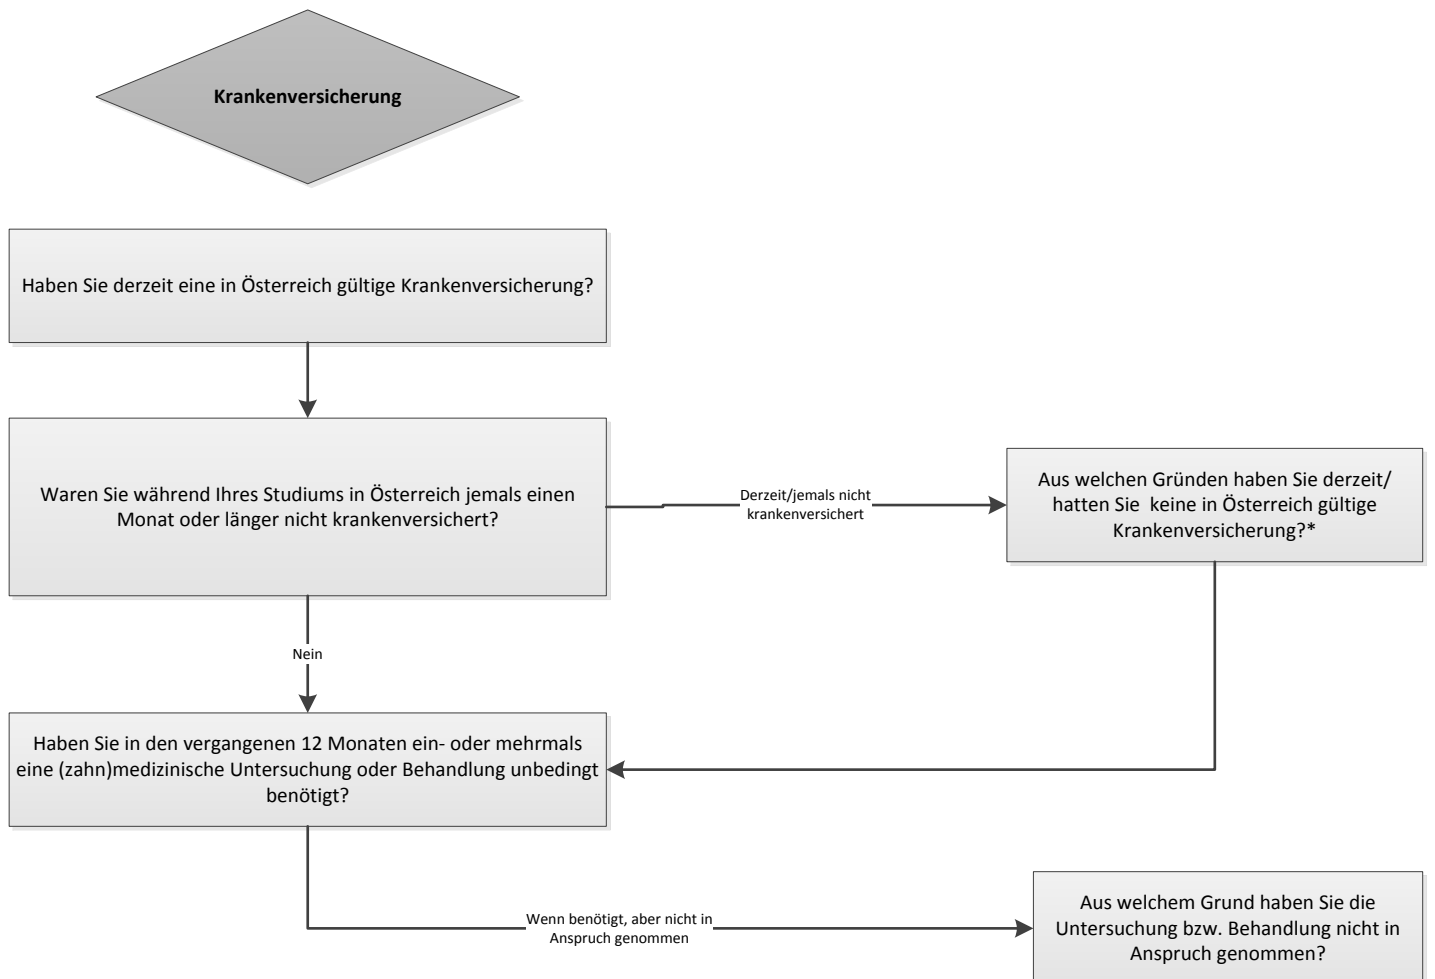 Krankenversicherung
Haben Sie derzeit eine in Österreich gültige Krankenversicherung?
Waren Sie während Ihres Studiums in Österreich jemals einen
Monat oder länger nicht krankenversichert?
Derzeit/jemals nicht
krankenversichert
Aus welchen Gründen haben Sie derzeit/
hatten Sie keine in Österreich gültige
Krankenversicherung?*
Nein
Haben Sie in den vergangenen 12 Monaten ein- oder mehrmals
eine (zahn)medizinische Untersuchung oder Behandlung unbedingt
benötigt?
Wenn benötigt, aber nicht in
Anspruch genommen
Aus welchem Grund haben Sie die
Untersuchung bzw. Behandlung nicht in
Anspruch genommen?